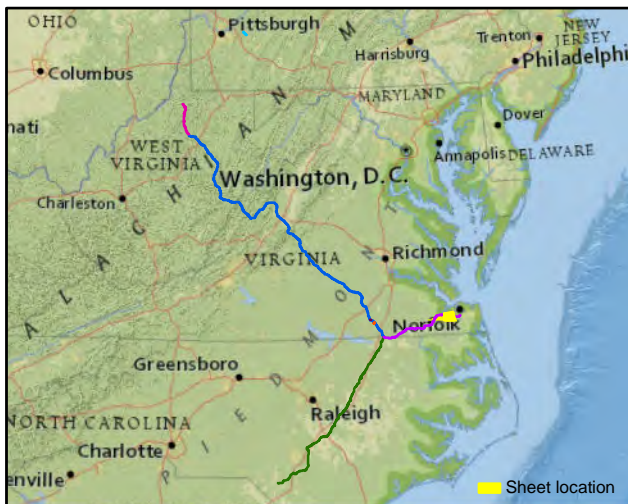 OHIO
Pittsburgh
NEW
JERSEY
Trenton
Harrisburg
Philadelphi
Columbus
MARYLAND
Dover
nati
WEST
VIRGINIA
Annapolis
DELAWARE
Washington, D.C.
Charleston
Richmond
VIRGINIA
Norfolk
Greensboro
Raleigh
NORTH CAROLINA
Charlotte
enville
A L A C H I A N M
P I E D M O N T
Sheet location